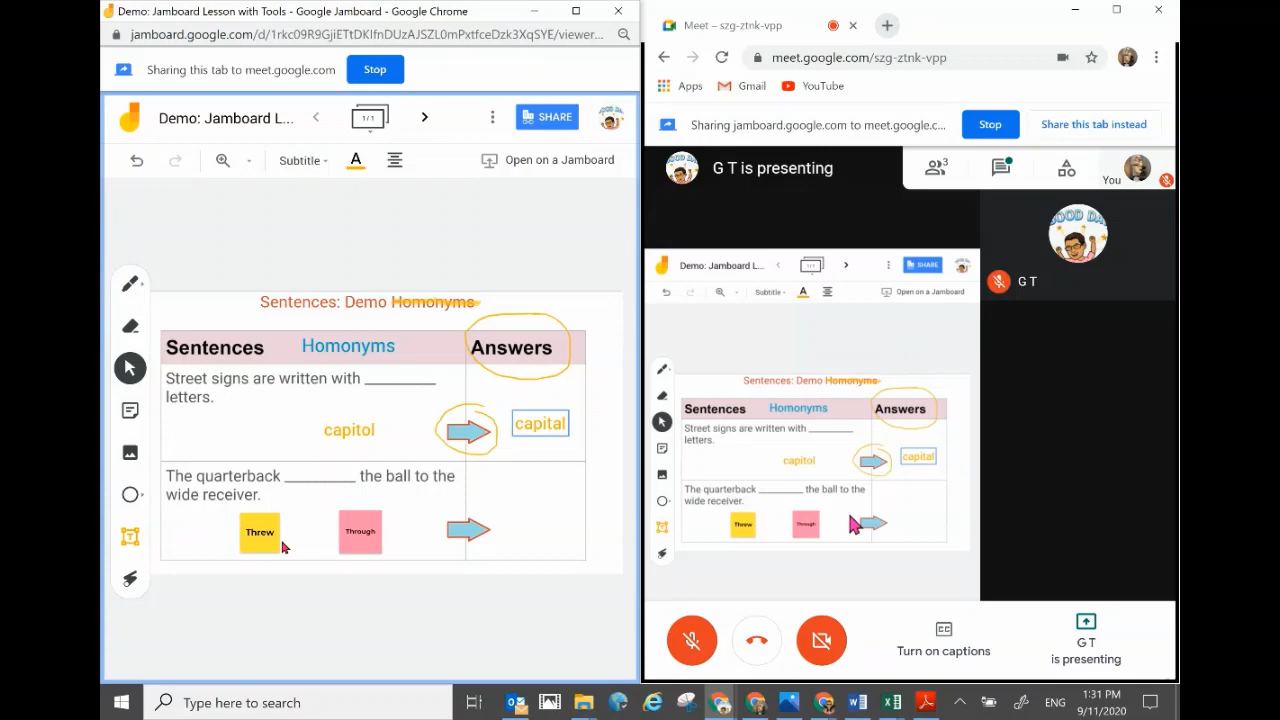 Demo: Jamboard Lesson with Tools - Google Jamboard - Google Chrome
jamboard.google.com/d/1rkc09R9GjiETtDKlfnDUzAJSZL0mPxtfceDzk3XqSYE/viewer...
Sharing this tab to meet.google.com
Stop
Demo: Jamboard L...
1/1
SHARE
Subtitle
A
Open on a Jamboard
Sentences: Demo Homonyms
Sentences
Homonyms
Answers
Street signs are written with ________
letters.
capitol
capital
The quarterback ________ the ball to the
wide receiver.
Threw
Through
Meet – szg-ztnk-vpp
meet.google.com/szg-ztnk-vpp
Apps
Gmail
YouTube
Sharing jamboard.google.com to meet.google.c...
Stop
Share this tab instead
G T is presenting
3
You
GOOD DAY
G T
Demo: Jamboard L...
1/1
SHARE
Subtitle
A
Open on a Jamboard
Sentences: Demo Homonyms
Sentences
Homonyms
Answers
Street signs are written with ________
letters.
capitol
capital
The quarterback ________ the ball to the
wide receiver.
Threw
Through
CC
Turn on captions
G T
is presenting
Type here to search
ENG
1:31 PM
9/11/2020